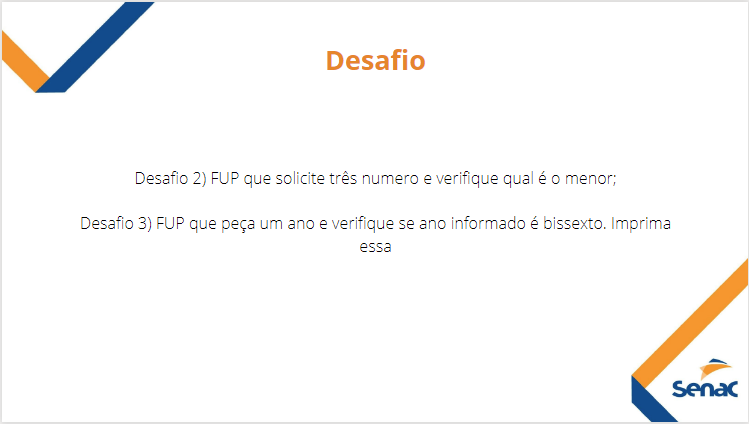 Desafio
Desafio 2) FUP que solicite três numero e verifique qual é o menor;
Desafio 3) FUP que peça um ano e verifique se ano informado é bissexto. Imprima
essa
Senac